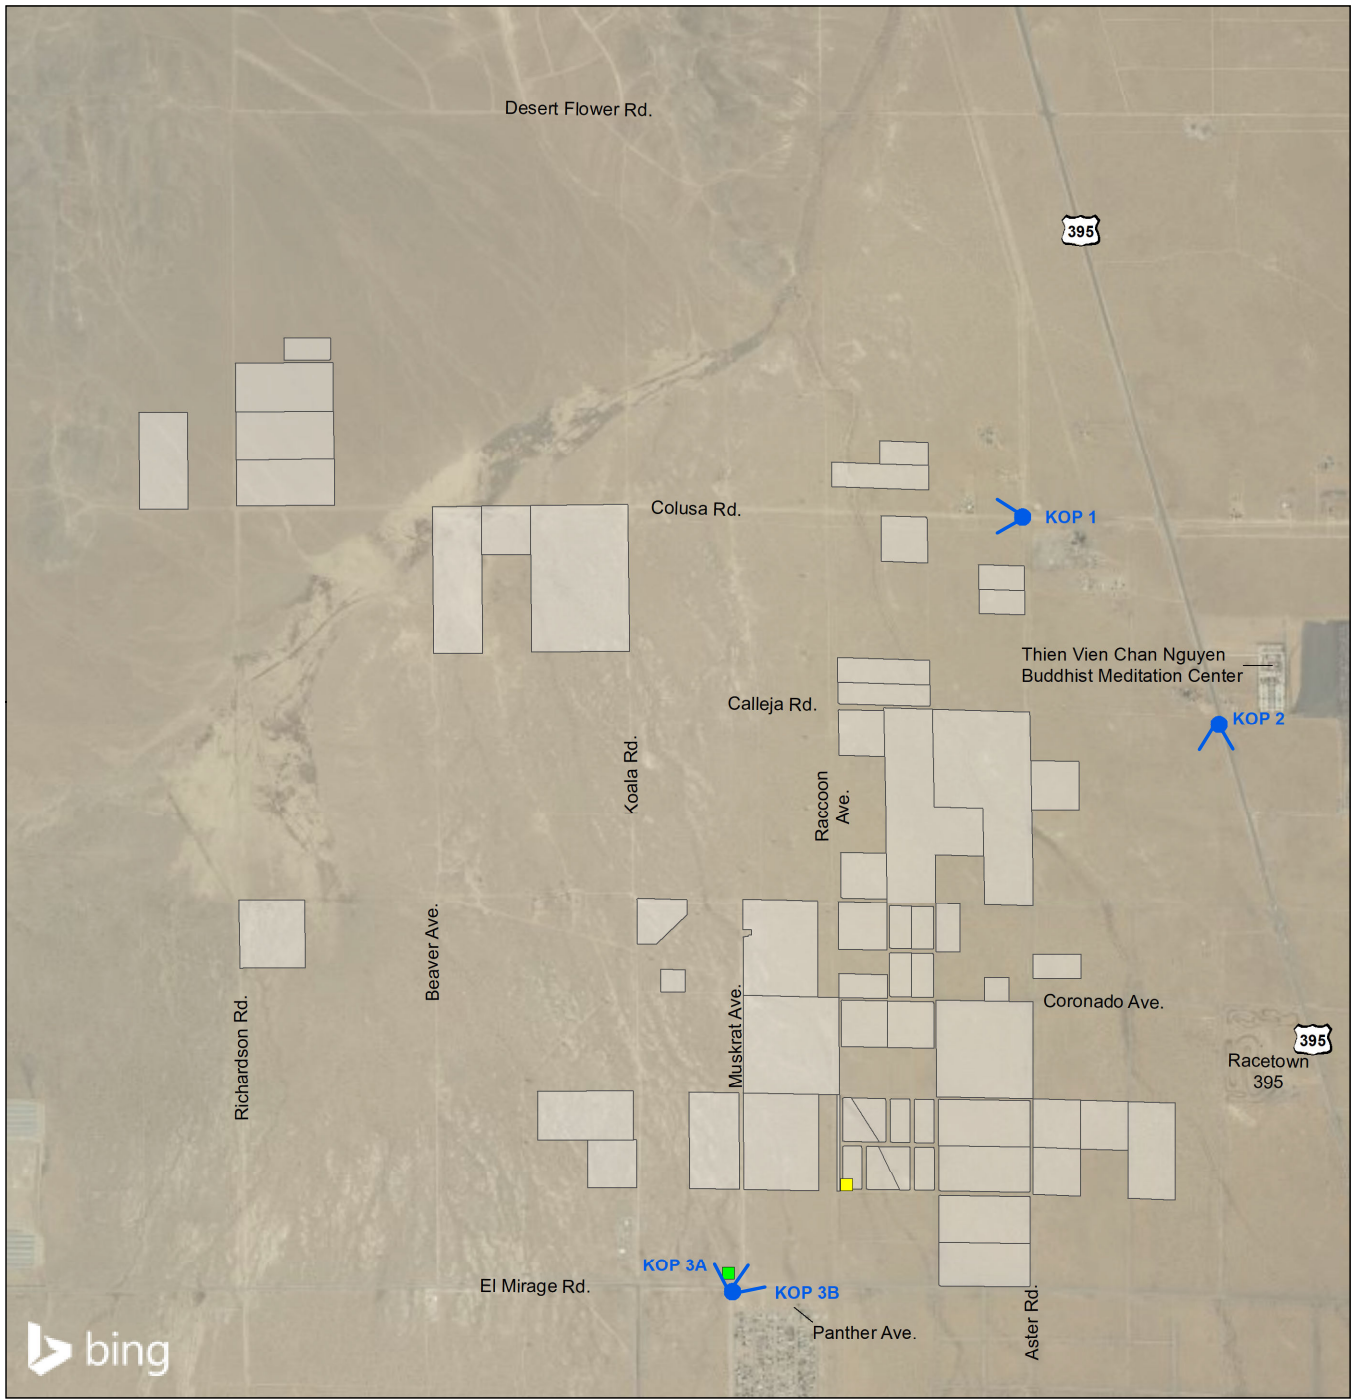 Desert Flower Rd.
395
Colusa Rd.
KOP 1
Thien Vien Chan Nguyen
Buddhist Meditation Center
Calleja Rd.
KOP 2
Koala Rd.
Raccoon
Ave.
Beaver Ave.
Richardson Rd.
Muskrat Ave.
Coronado Ave.
395
Racetown
395
KOP 3A
El Mirage Rd.
KOP 3B
Panther Ave.
Aster Rd.
bing